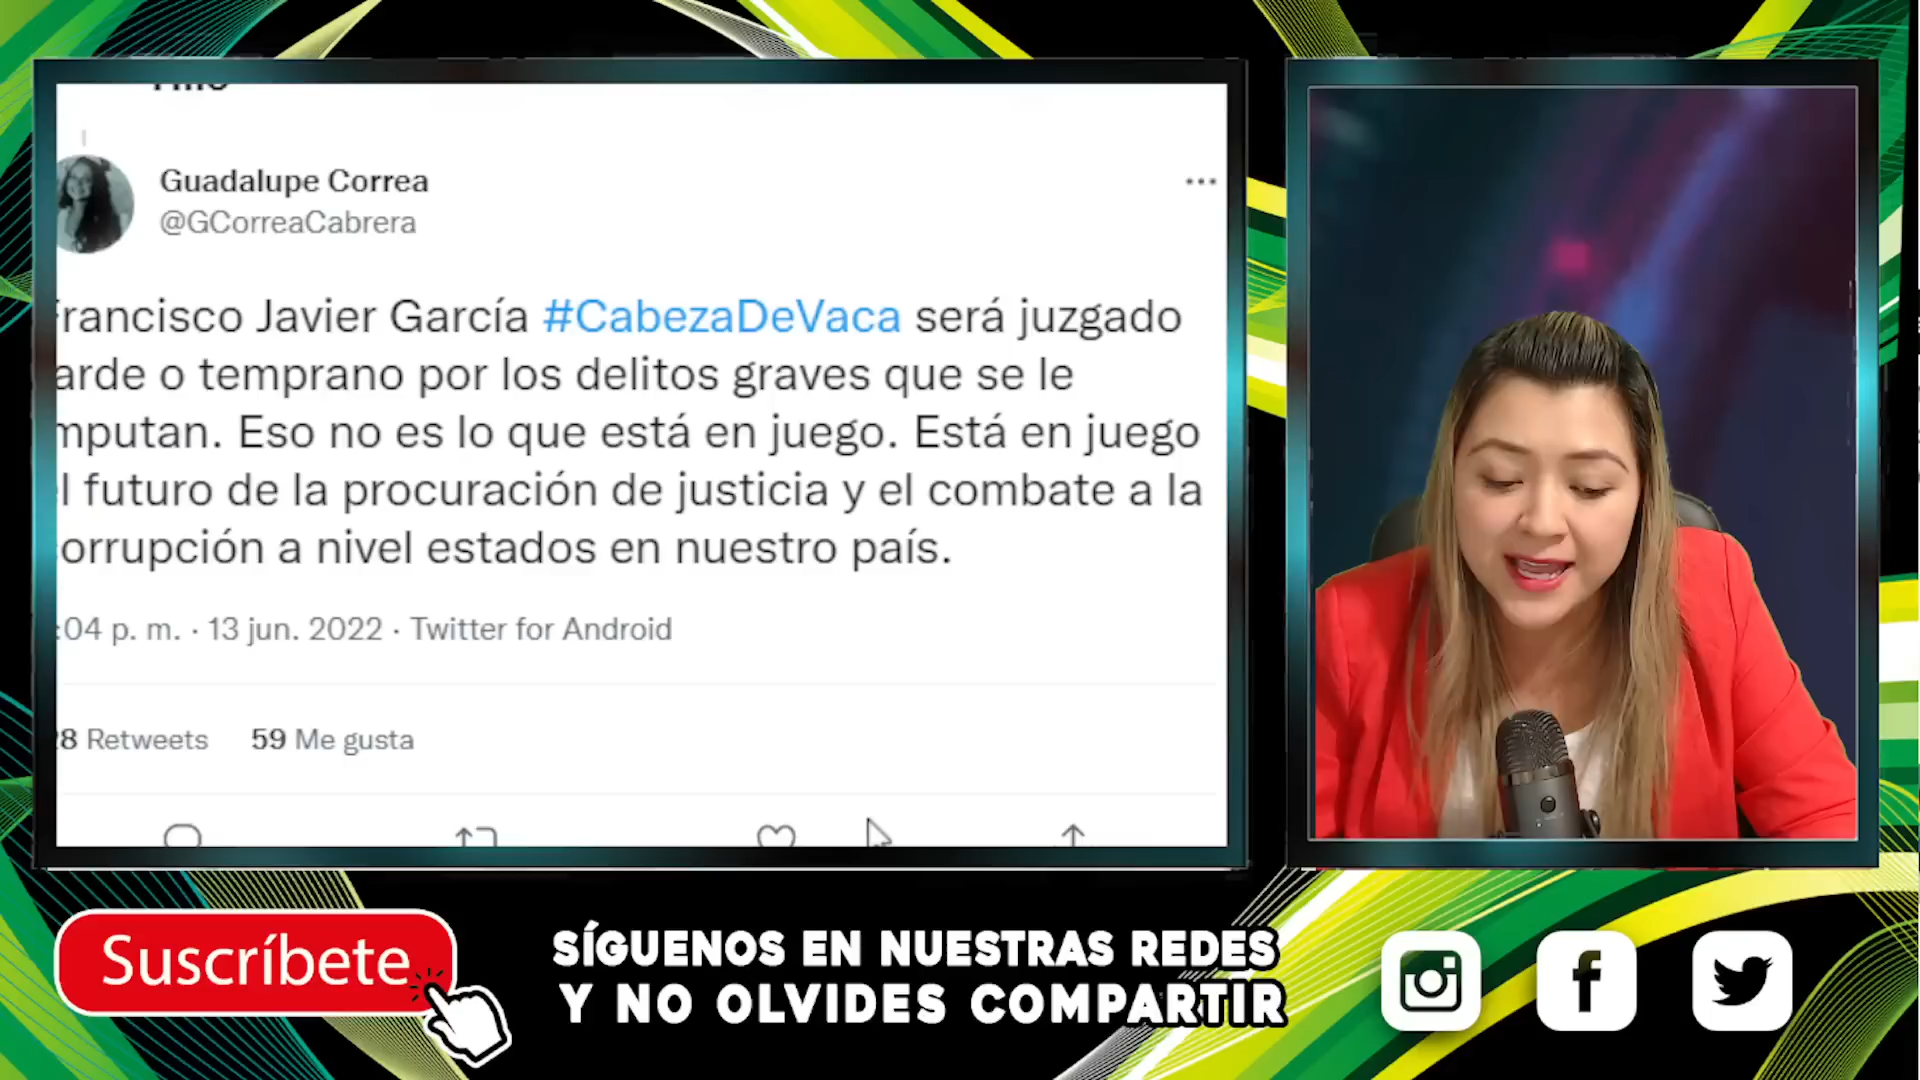 Guadalupe Correa
@GCorreaCabrera
Francisco Javier García #CabezaDeVaca será juzgado
arde o temprano por los delitos graves que se le
mputan. Eso no es lo que está en juego. Está en juego
l futuro de la procuración de justicia y el combate a la
orrupción a nivel estados en nuestro país.
:04 p. m. · 13 jun. 2022 · Twitter for Android
8 Retweets 59 Me gusta
Suscríbete
SÍGUENOS EN NUESTRAS REDES
Y NO OLVIDES COMPARTIR